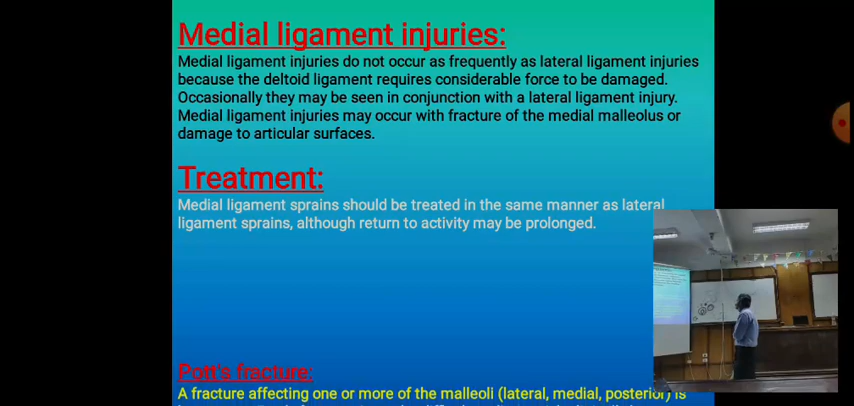 Medial ligament injuries:
Medial ligament injuries do not occur as frequently as lateral ligament injuries
because the deltoid ligament requires considerable force to be damaged.
Occasionally they may be seen in conjunction with a lateral ligament injury.
Medial ligament injuries may occur with fracture of the medial malleolus or
damage to articular surfaces.
Treatment:
Medial ligament sprains should be treated in the same manner as lateral
ligament sprains, although return to activity may be prolonged.
Pott's fracture:
A fracture affecting one or more of the malleoli (lateral, medial, posterior) is